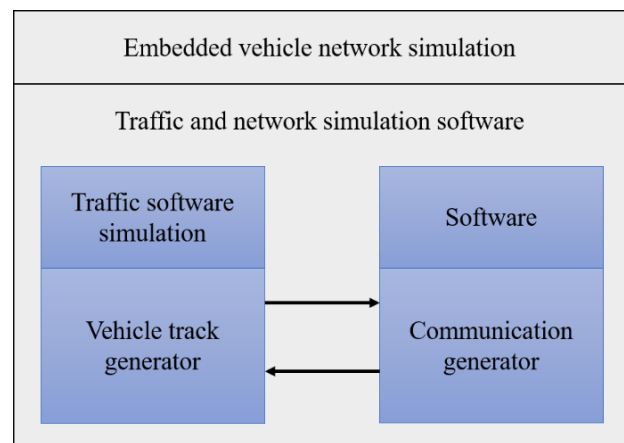 Embedded vehicle network simulation
Traffic and network simulation software
Traffic software
simulation
Software
Vehicle track
generator
Communication
generator